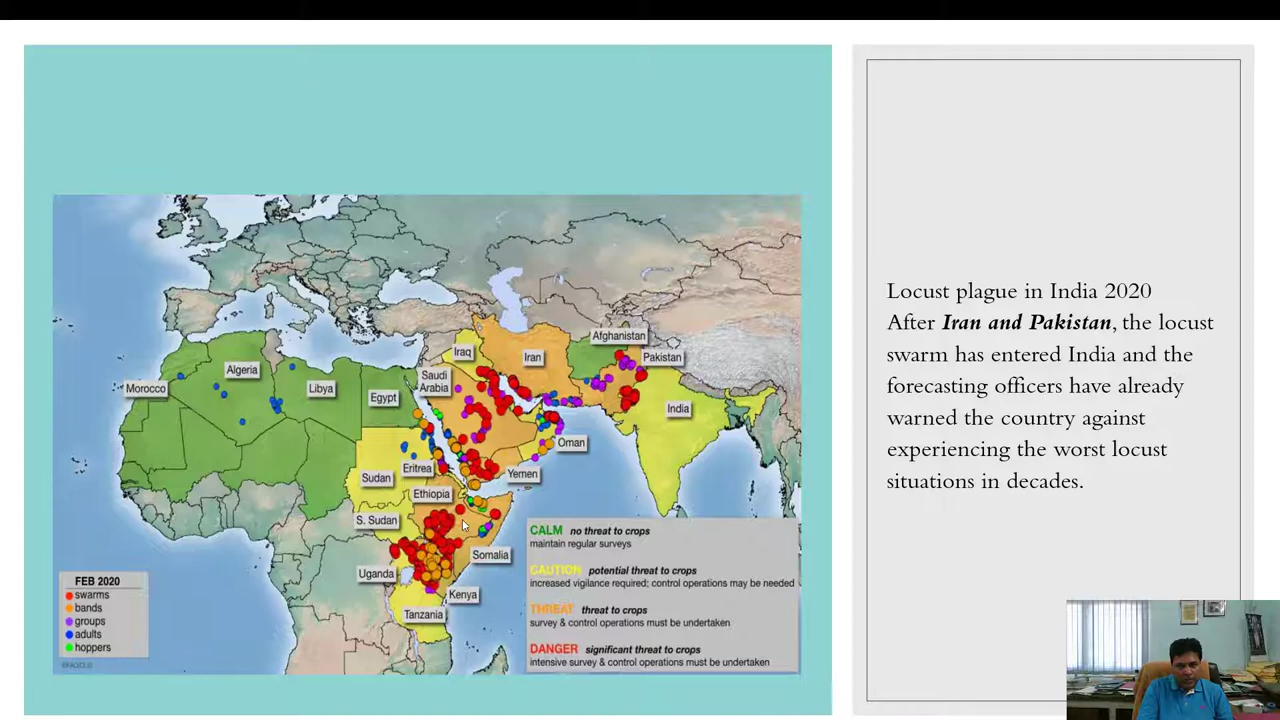 Afghanistan
Iraq
Iran
Pakistan
Algeria
Saudi
Arabia
Morocco
Libya
Egypt
India
Oman
Eritrea
Sudan
Yemen
Ethiopia
S. Sudan
Somalia
Uganda
Kenya
Tanzania
FEB 2020
swarms
bands
groups
adults
hoppers
CALM no threat to crops
maintain regular surveys
CAUTION potential threat to crops
increased vigilance required; control operations may be needed
THREAT threat to crops
survey & control operations must be undertaken
DANGER significant threat to crops
intensive survey & control operations must be undertaken
Locust plague in India 2020
After Iran and Pakistan, the locust
swarm has entered India and the
forecasting officers have already
warned the country against
experiencing the worst locust
situations in decades.